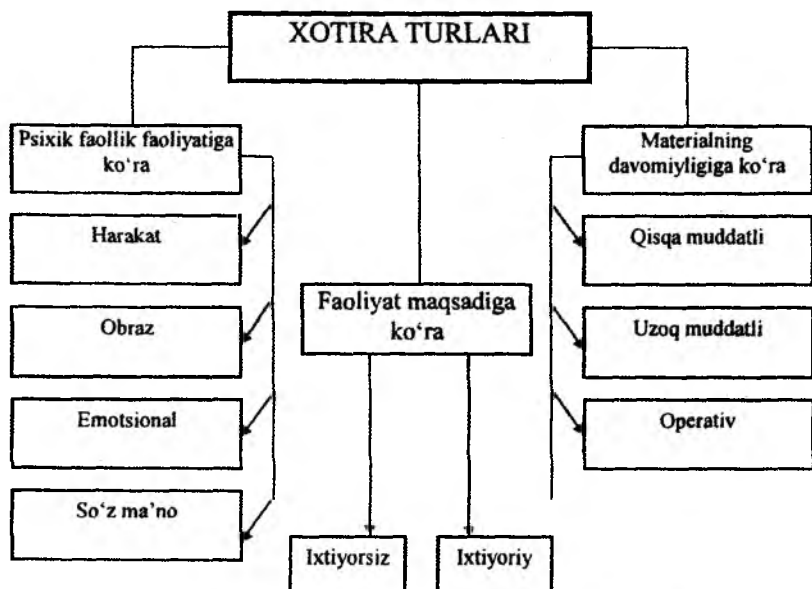 XOTIRA TURLARI
Psixik faollik faoliyatiga
ko‘ra
Harakat
Obraz
Emotsional
So‘z ma’no
Faoliyat maqsadiga
ko‘ra
Ixtiyorsiz
Ixtiyoriy
Materialning
davomiyligiga ko‘ra
Qisqa muddatli
Uzoq muddatli
Operativ